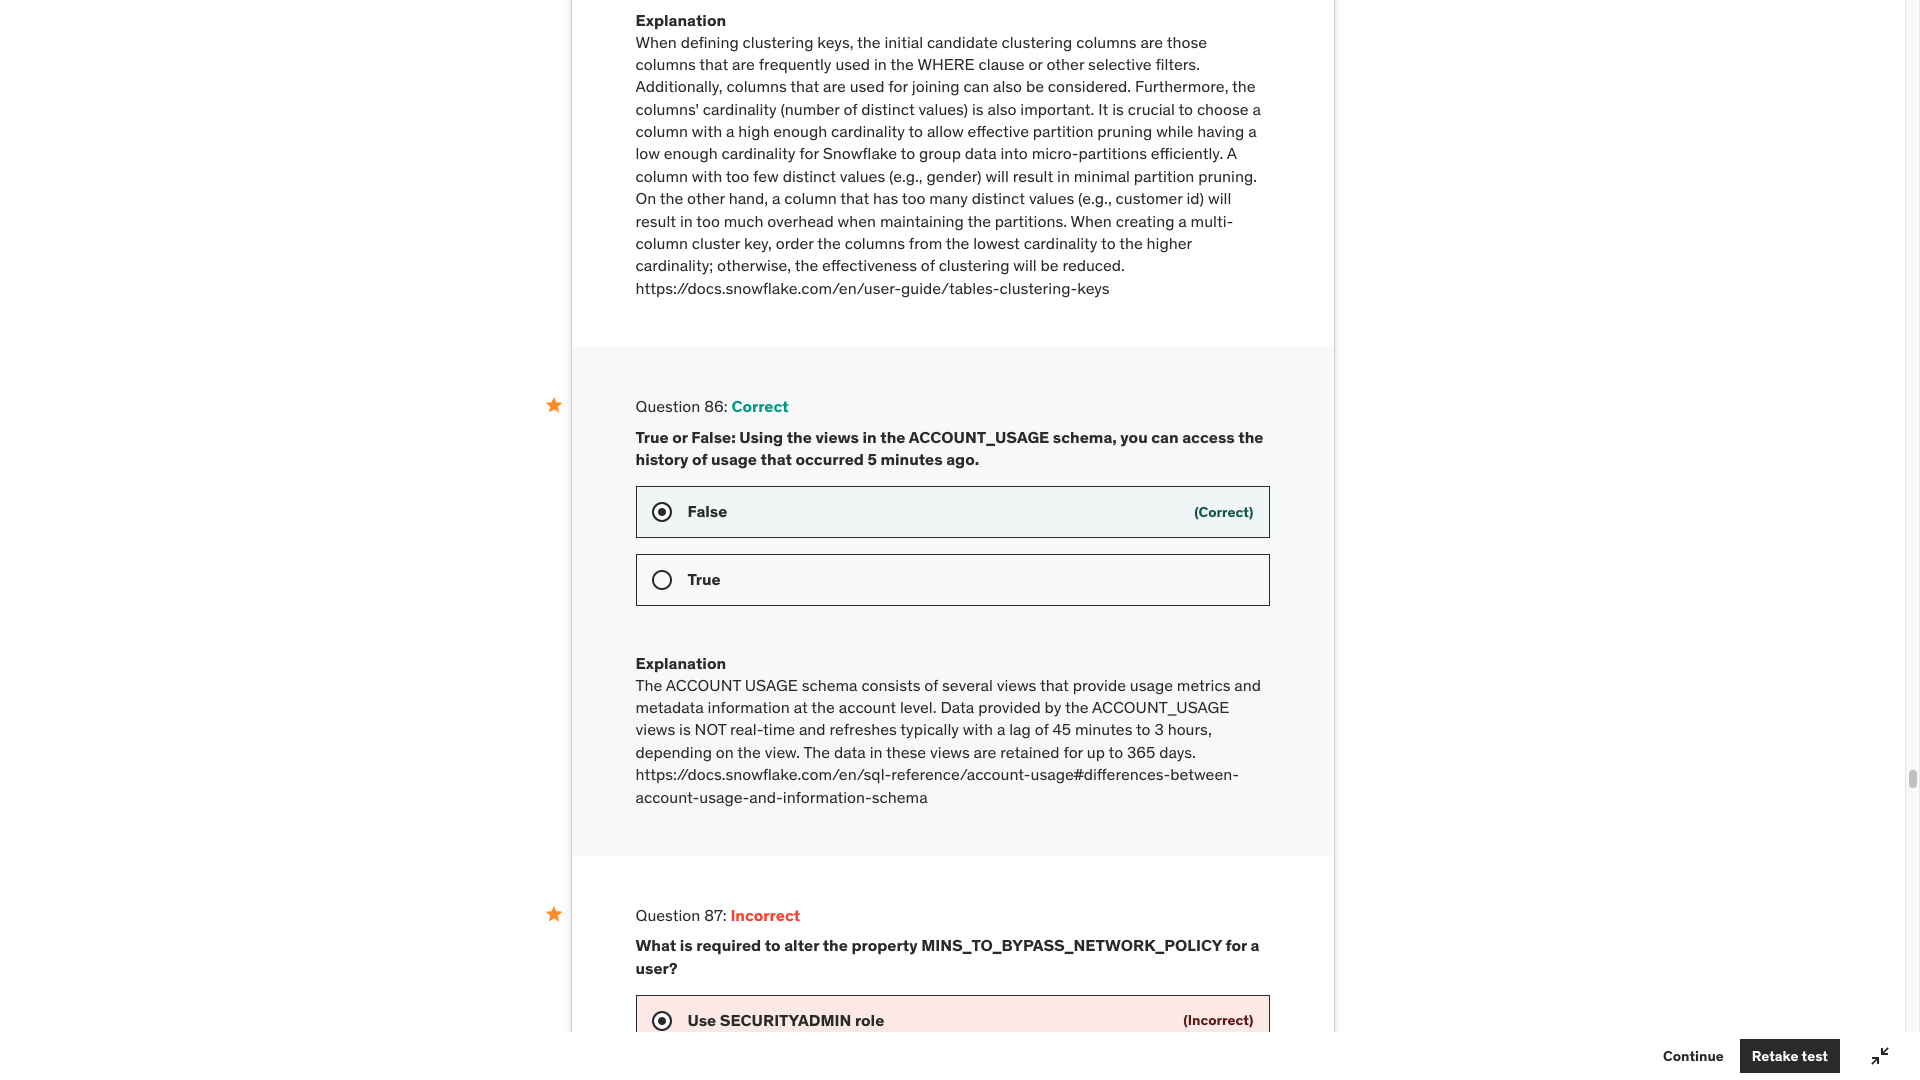 Explanation
When defining clustering keys, the initial candidate clustering columns are those
columns that are frequently used in the WHERE clause or other selective filters.
Additionally, columns that are used for joining can also be considered. Furthermore, the
columns' cardinality (number of distinct values) is also important. It is crucial to choose a
column with a high enough cardinality to allow effective partition pruning while having a
low enough cardinality for Snowflake to group data into micro-partitions efficiently. A
column with too few distinct values (e.g., gender) will result in minimal partition pruning.
On the other hand, a column that has too many distinct values (e.g., customer id) will
result in too much overhead when maintaining the partitions. When creating a multi-
column cluster key, order the columns from the lowest cardinality to the higher
cardinality; otherwise, the effectiveness of clustering will be reduced.
https://docs.snowflake.com/en/user-guide/tables-clustering-keys
Question 86: Correct
True or False: Using the views in the ACCOUNT_USAGE schema, you can access the
history of usage that occurred 5 minutes ago.
False (Correct)
True
Explanation
The ACCOUNT USAGE schema consists of several views that provide usage metrics and
metadata information at the account level. Data provided by the ACCOUNT_USAGE
views is NOT real-time and refreshes typically with a lag of 45 minutes to 3 hours,
depending on the view. The data in these views are retained for up to 365 days.
https://docs.snowflake.com/en/sql-reference/account-usage#differences-between-
account-usage-and-information-schema
Question 87: Incorrect
What is required to alter the property MINS_TO_BYPASS_NETWORK_POLICY for a
user?
Use SECURITYADMIN role (Incorrect)
Continue Retake test